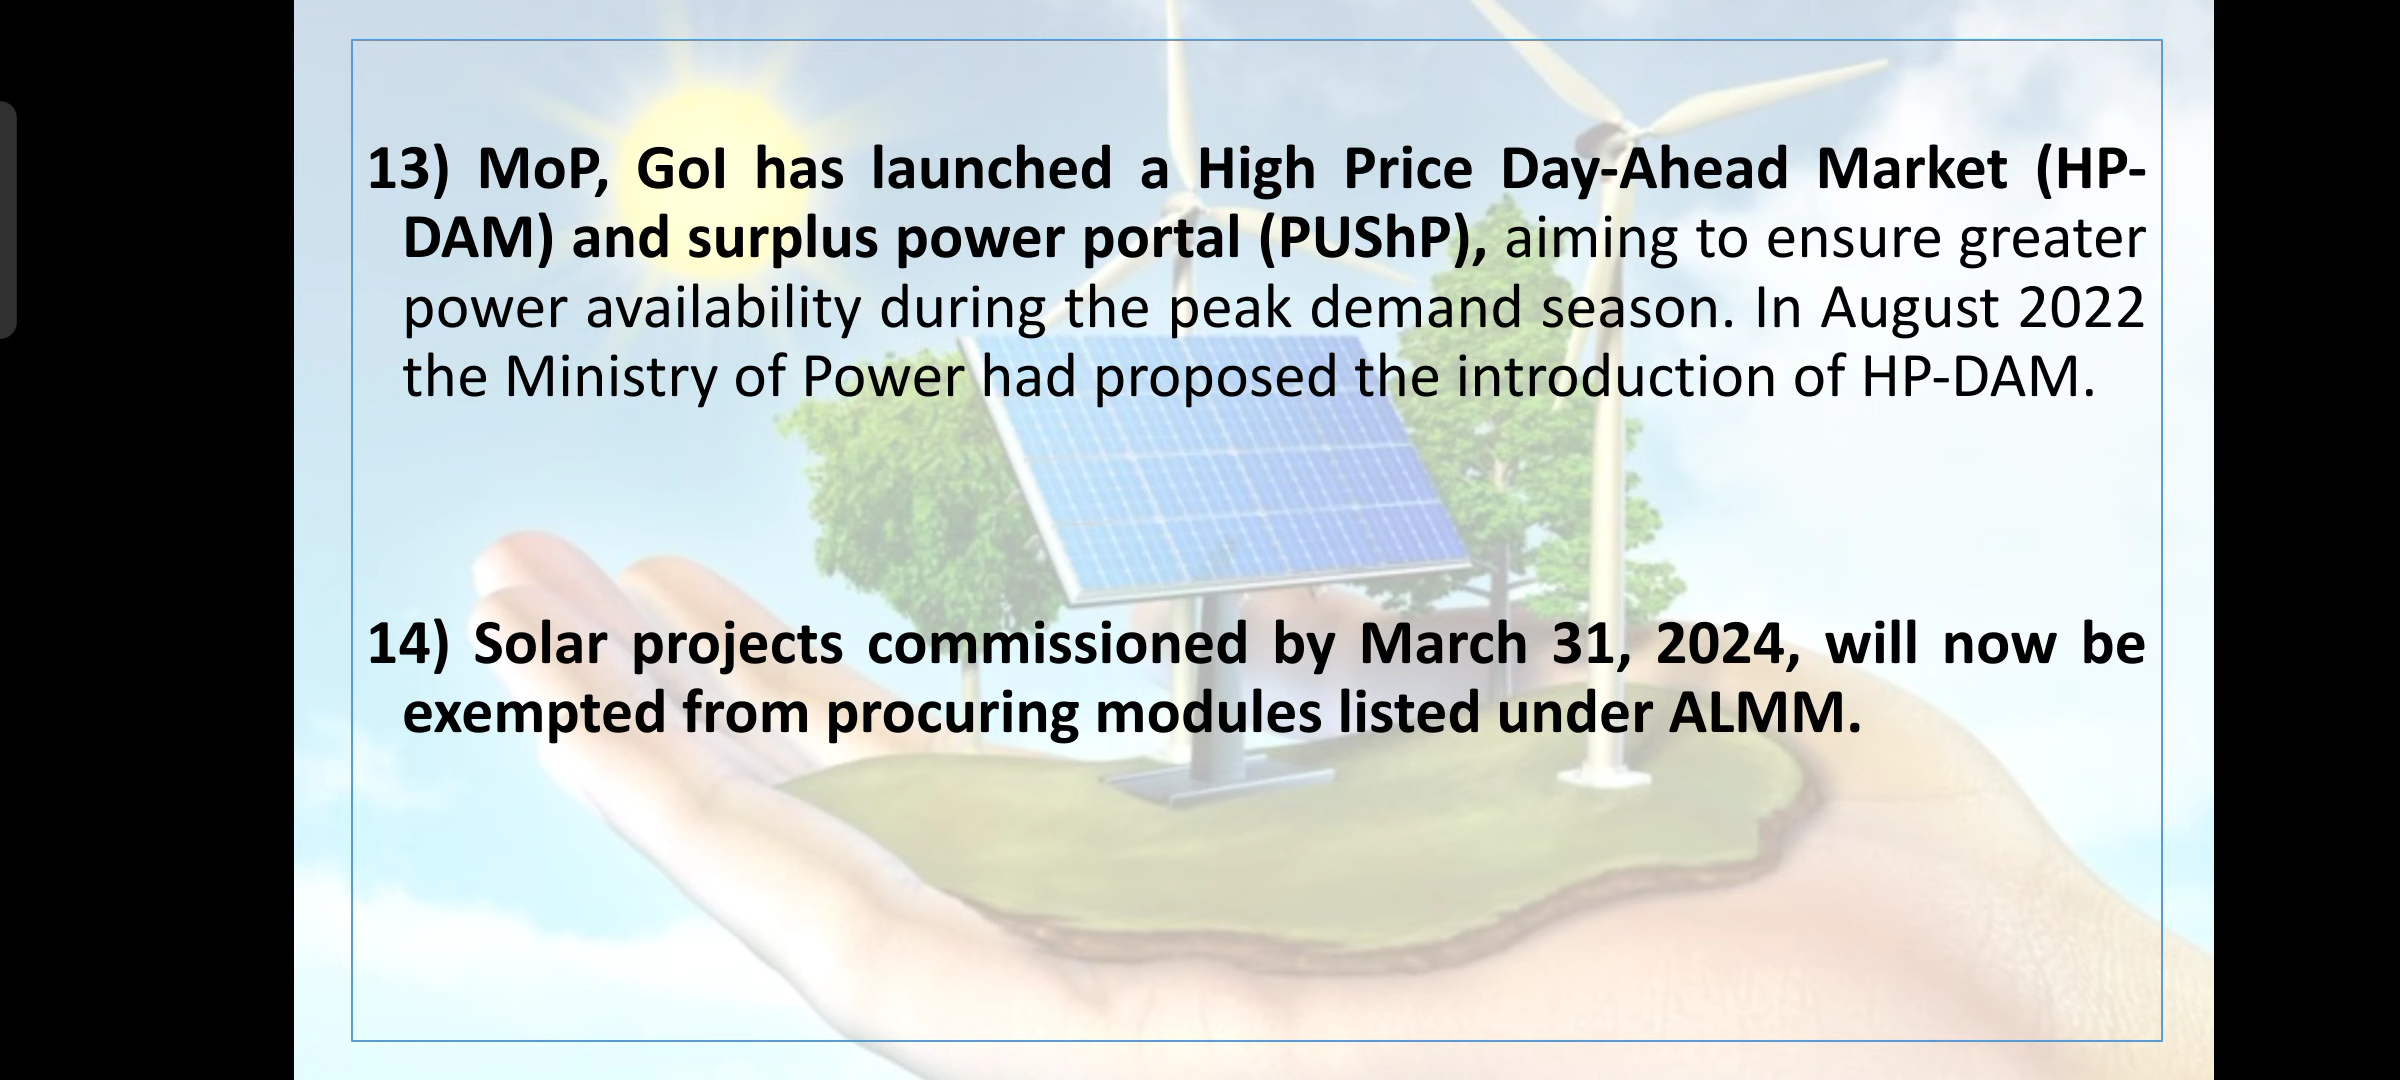 13) MoP, GoI has launched a High Price Day-Ahead Market (HP-
DAM) and surplus power portal (PUShP), aiming to ensure greater
power availability during the peak demand season. In August 2022
the Ministry of Power had proposed the introduction of HP-DAM.
14) Solar projects commissioned by March 31, 2024, will now be
exempted from procuring modules listed under ALMM.